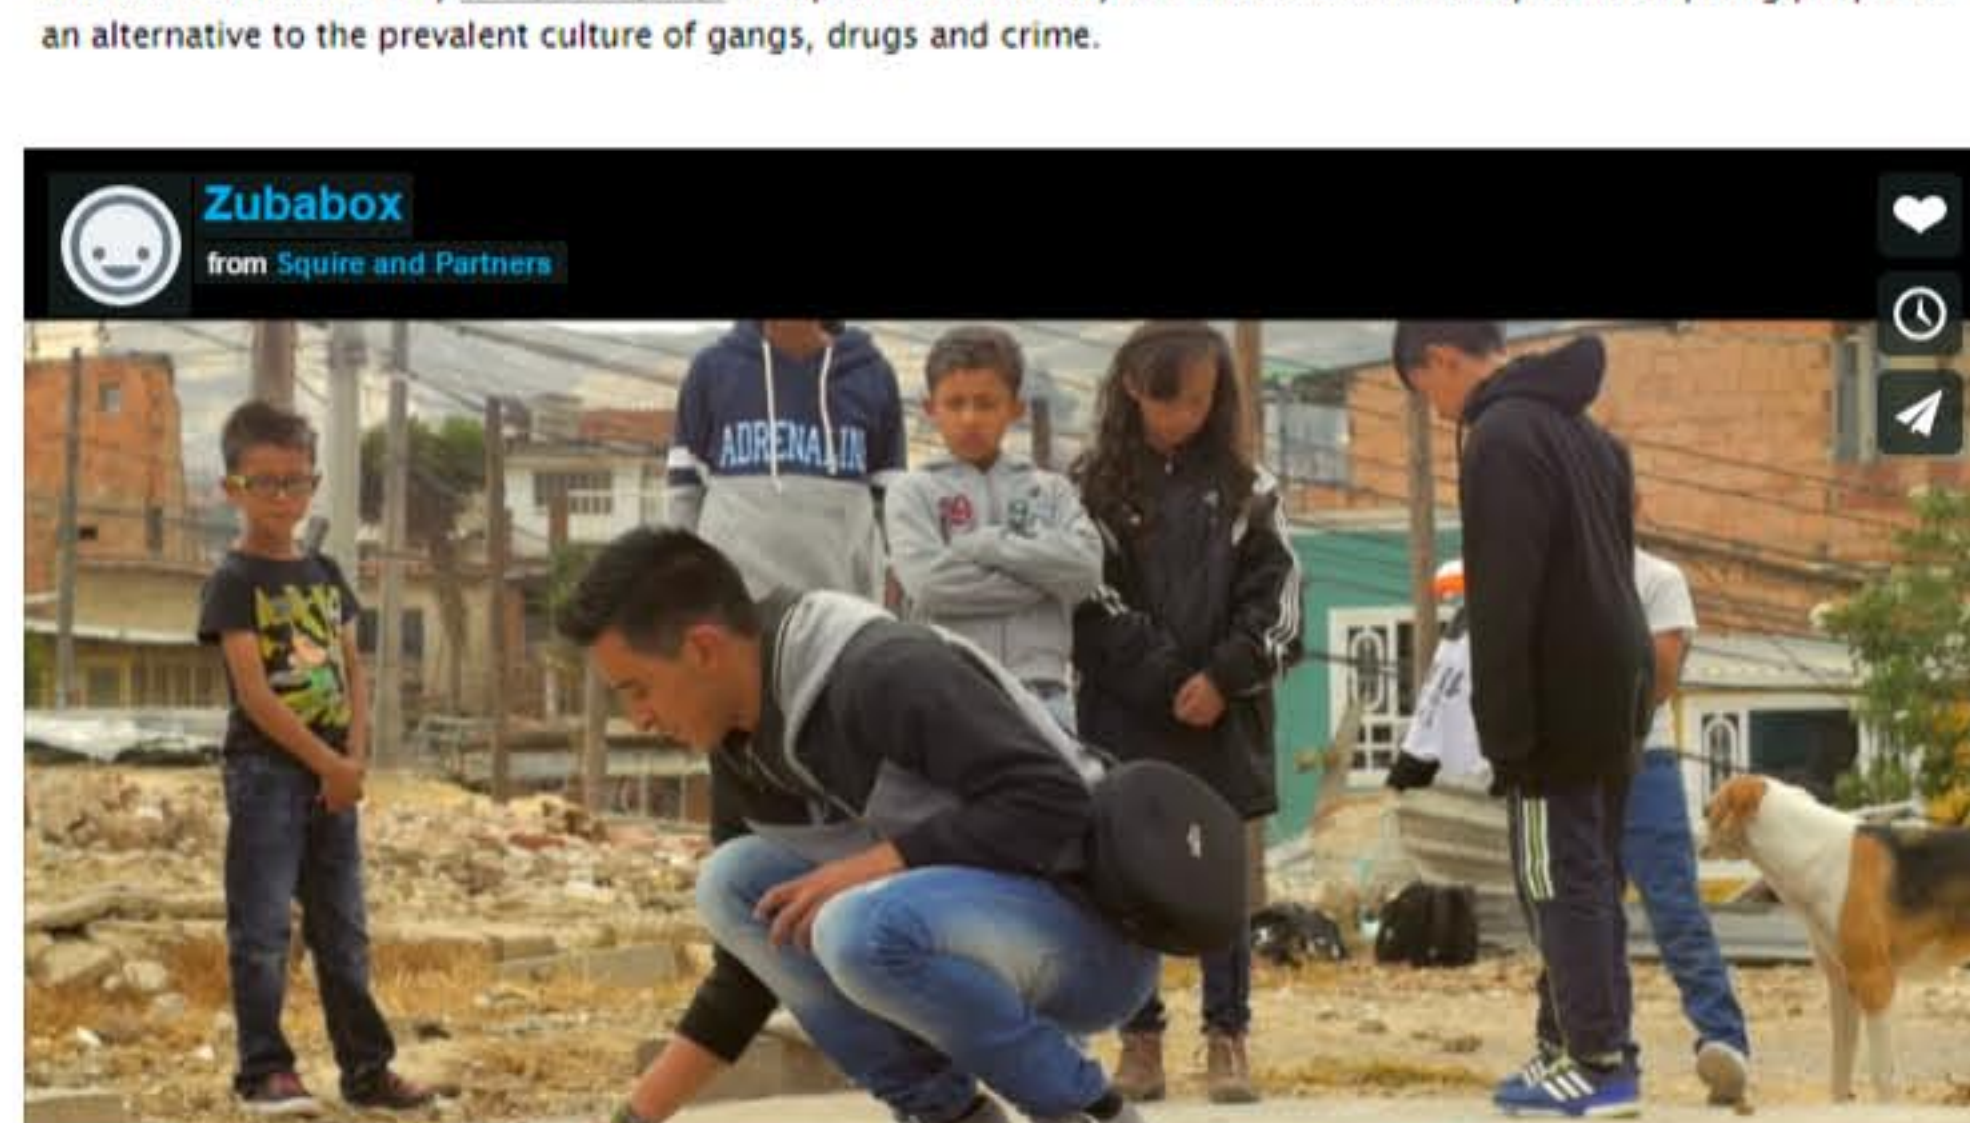 an alternative to the prevalent culture of gangs, drugs and crime.
Zubabox
from Squire and Partners
ADRENALIN